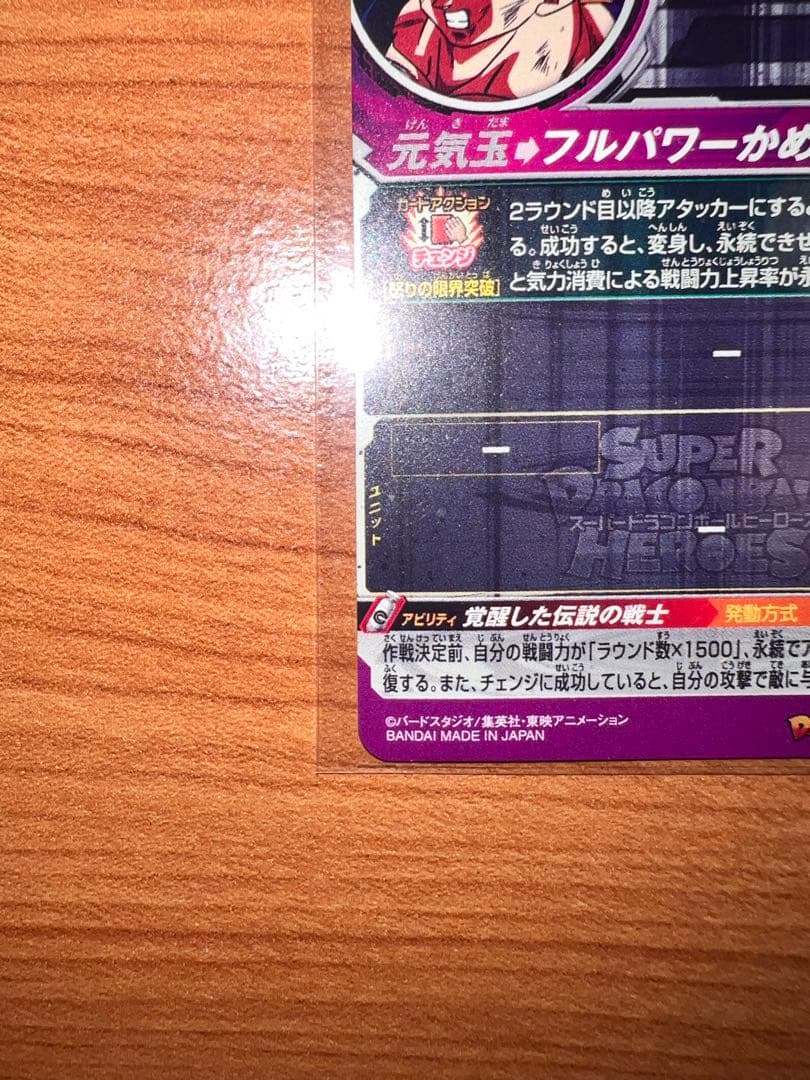 元気玉➡フルパワーかめ
げん き だま
カードアクション
チェンジ
[怒りの限界突破]
2ラウンド目以降アタッカーにする
る。成功すると、変身し、永続できせ
と気力消費による戦闘力上昇率が永
ー
ー
ユニット
SUPER
DRAGONBA
スーパードラゴンボールヒーロー
HEROES
ー
アビリティ 覚醒した伝説の戦士 発動方式
作戦決定前、自分の戦闘力が「ラウンド数×1500」、永続でア
復する。また、チェンジに成功していると、自分の攻撃で敵に与
©バードスタジオ/集英社・東映アニメーション
BANDAI MADE IN JAPAN